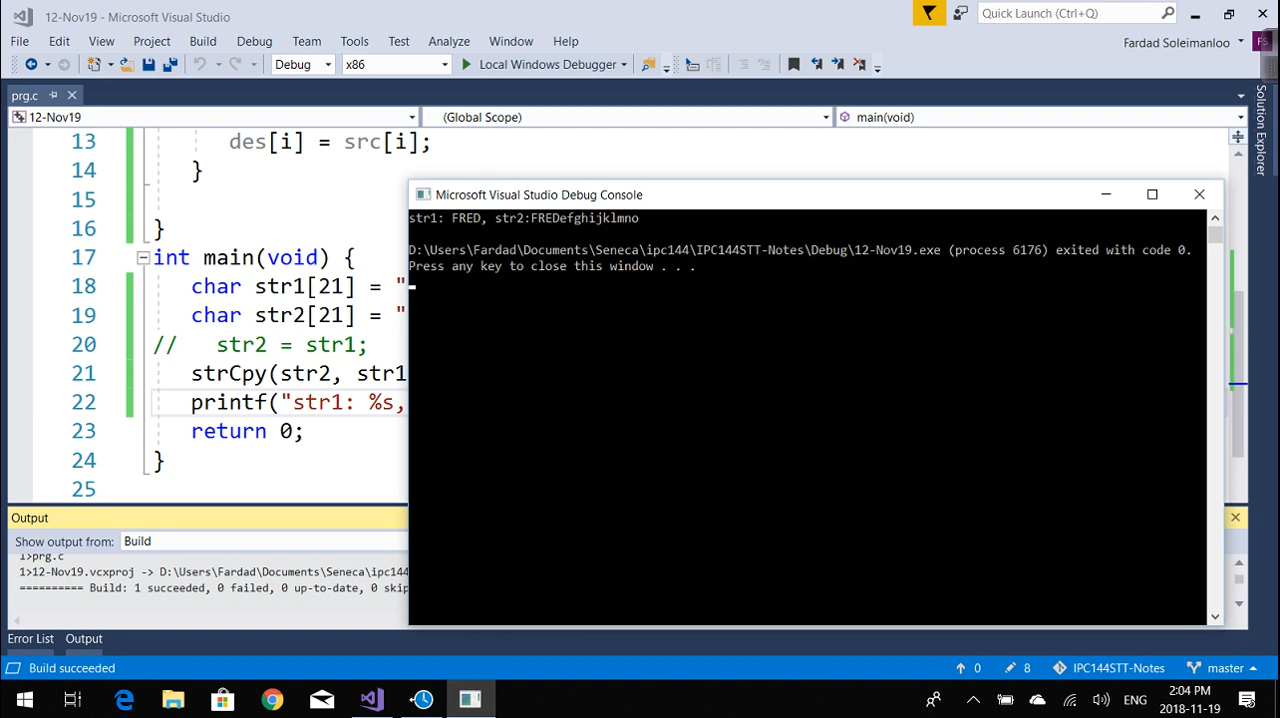 12-Nov19 - Microsoft Visual Studio
Quick Launch (Ctrl+Q)
File Edit View Project Build Debug Team Tools Test Analyze Window Help
Fardad Soleimanloo FS
Debug x86 Local Windows Debugger
prg.c
12-Nov19 (Global Scope) main(void)
Solution Explorer
13 des[i] = src[i];
14 }
15
16 }
17 int main(void) {
18 char str1[21] = "
19 char str2[21] = "
20 // str2 = str1;
21 strCpy(str2, str1
22 printf("str1: %s,
23 return 0;
24 }
25
Microsoft Visual Studio Debug Console
str1: FRED, str2:FREDefghijklmno
D:\Users\Fardad\Documents\Seneca\ipc144\IPC144STT-Notes\Debug\12-Nov19.exe (process 6176) exited with code 0.
Press any key to close this window . . .
Output
Show output from: Build
1>prg.c
1>12-Nov19.vcxproj -> D:\Users\Fardad\Documents\Seneca\ipc144
========== Build: 1 succeeded, 0 failed, 0 up-to-date, 0 skip
Error List Output
Build succeeded
0 8 IPC144STT-Notes master
ENG
2:04 PM
2018-11-19